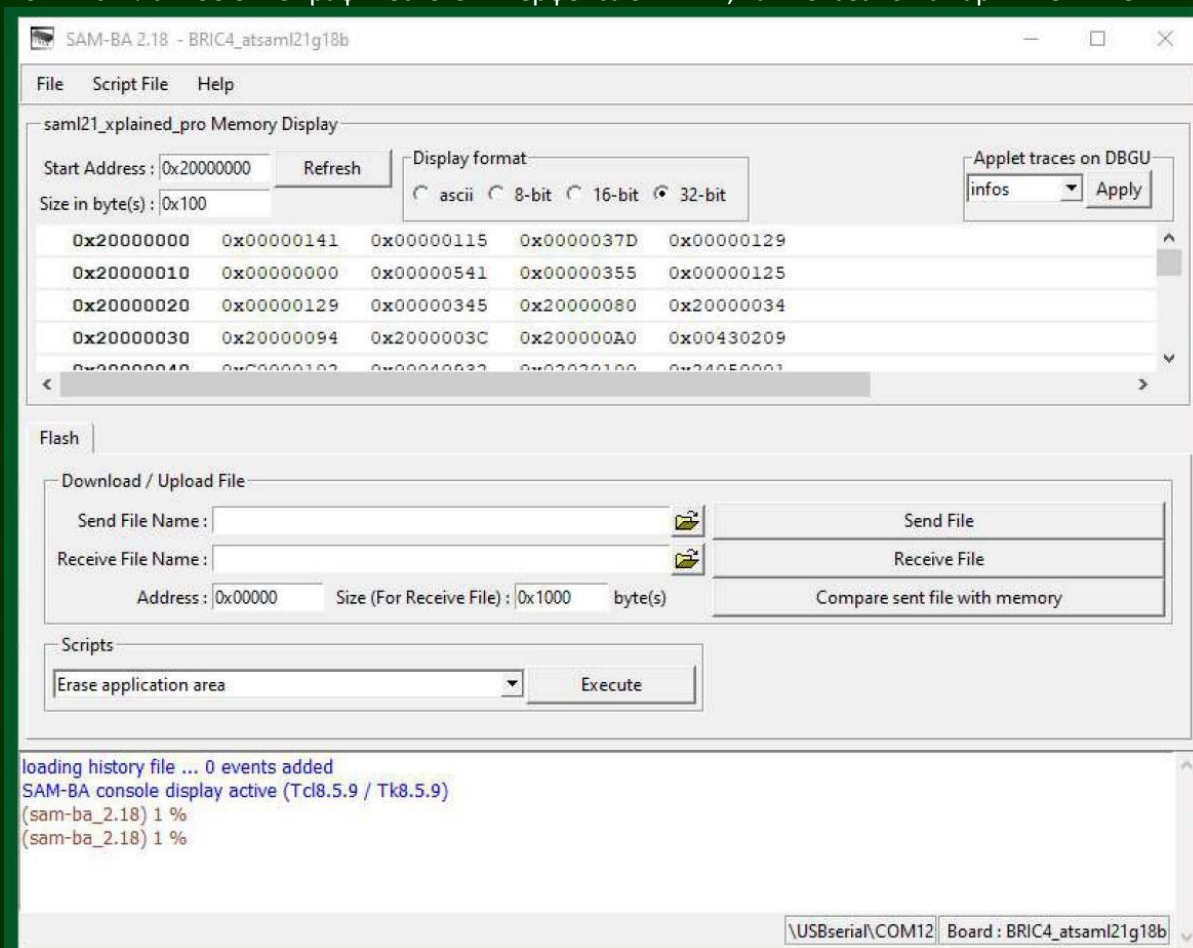 SAM-BA 2.18 - BRIC4_atsaml21g18b
File Script File Help
saml21_xplained_pro Memory Display
Start Address : 0x20000000 Refresh
Size in byte(s) : 0x100
Display format
ascii 8-bit 16-bit 32-bit
Applet traces on DBGU
infos Apply
0x20000000 0x00000141 0x00000115 0x0000037D 0x00000129
0x20000010 0x00000000 0x00000541 0x00000355 0x00000125
0x20000020 0x00000129 0x00000345 0x20000080 0x20000034
0x20000030 0x20000094 0x2000003C 0x200000A0 0x00430209
Flash
Download / Upload File
Send File Name : Send File
Receive File Name : Receive File
Address : 0x00000 Size (For Receive File) : 0x1000 byte(s) Compare sent file with memory
Scripts
Erase application area Execute
loading history file ... 0 events added
SAM-BA console display active (Tcl8.5.9 / Tk8.5.9)
(sam-ba_2.18) 1 %
(sam-ba_2.18) 1 %
\USBserial\COM12 Board : BRIC4_atsaml21g18b